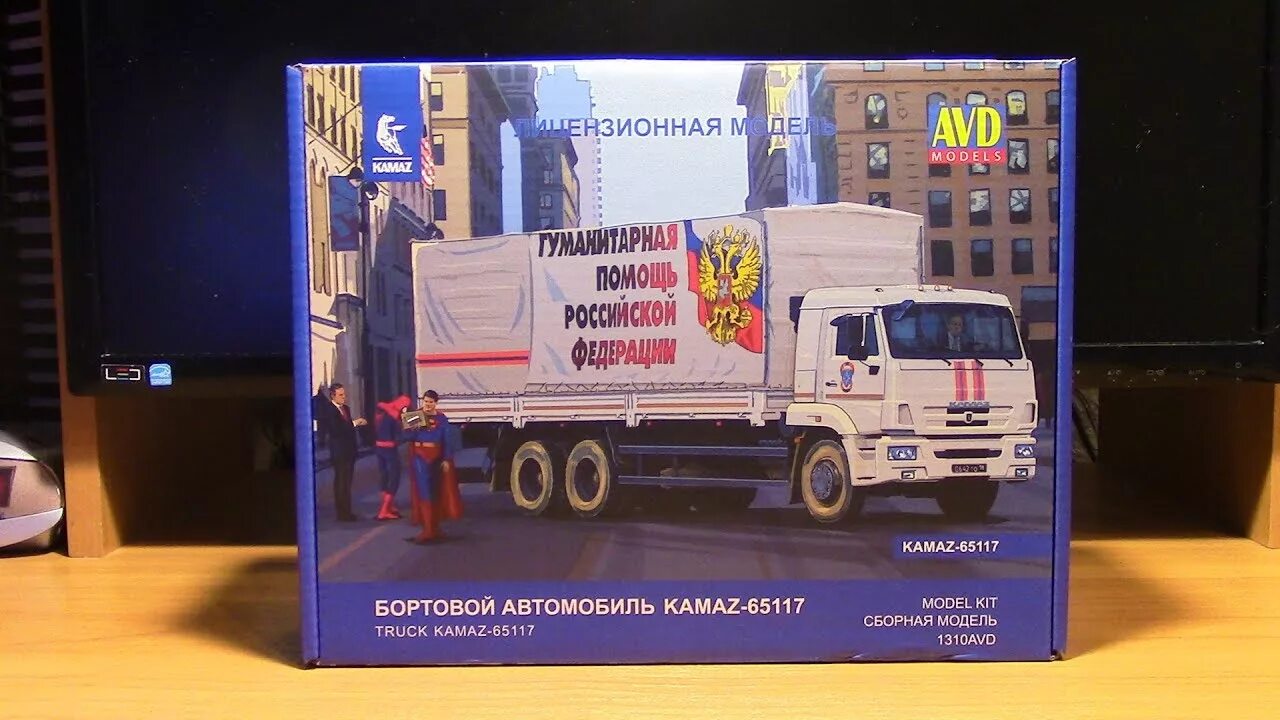 KAMAZ
ЛИЦЕНЗИОННАЯ МОДЕЛЬ
AVD
MODELS
ГУМАНИТАРНАЯ
ПОМОЩЬ
РОССИЙСКОЙ
ФЕДЕРАЦИИ
KAMAZ
KAMAZ-65117
БОРТОВОЙ АВТОМОБИЛЬ KAMAZ-65117
TRUCK KAMAZ-65117
MODEL KIT
СБОРНАЯ МОДЕЛЬ
1310AVD